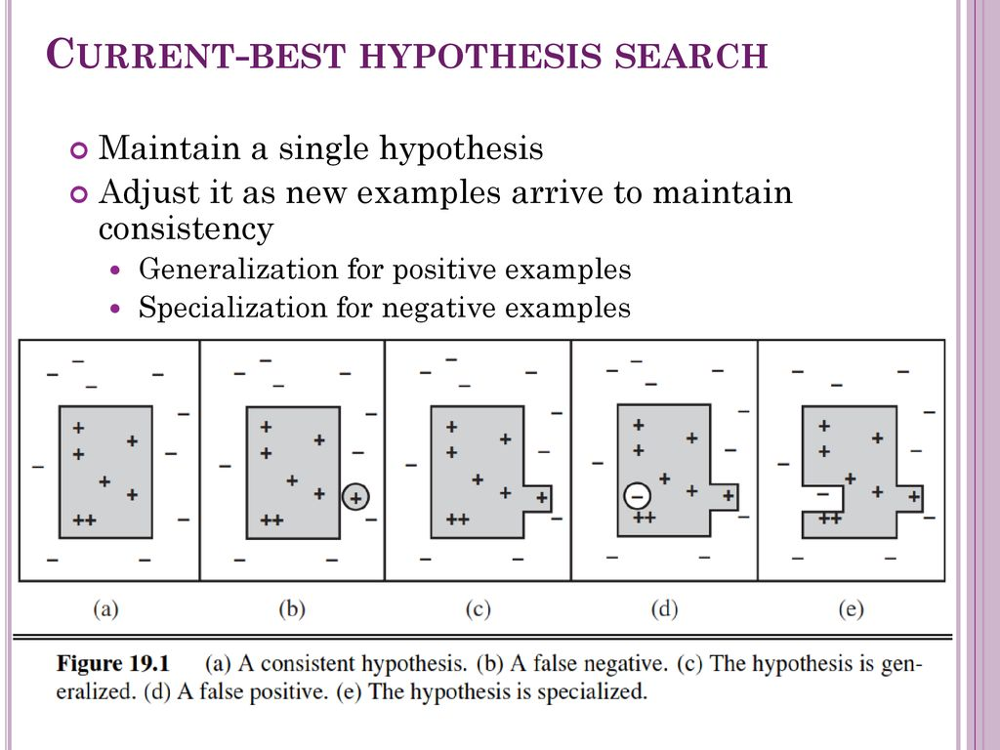 CURRENT-BEST HYPOTHESIS SEARCH
Maintain a single hypothesis
Adjust it as new examples arrive to maintain
consistency
Generalization for positive examples
Specialization for negative examples
(a) (b) (c) (d) (e)
Figure 19.1 (a) A consistent hypothesis. (b) A false negative. (c) The hypothesis is gen-
eralized. (d) A false positive. (e) The hypothesis is specialized.